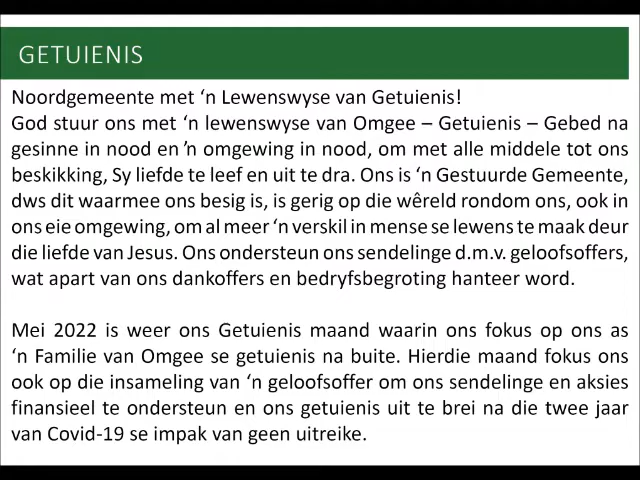 GETUIENIS
Noordgemeente met ‘n Lewenswyse van Getuienis!
God stuur ons met ‘n lewenswyse van Omgee – Getuienis – Gebed na
gesinne in nood en ’n omgewing in nood, om met alle middele tot ons
beskikking, Sy liefde te leef en uit te dra. Ons is ‘n Gestuurde Gemeente,
dws dit waarmee ons besig is, is gerig op die wêreld rondom ons, ook in
ons eie omgewing, om al meer ‘n verskil in mense se lewens te maak deur
die liefde van Jesus. Ons ondersteun ons sendelinge d.m.v. geloofsoffers,
wat apart van ons dankoffers en bedryfsbegroting hanteer word.
Mei 2022 is weer ons Getuienis maand waarin ons fokus op ons as
‘n Familie van Omgee se getuienis na buite. Hierdie maand fokus ons
ook op die insameling van ‘n geloofsoffer om ons sendelinge en aksies
finansieel te ondersteun en ons getuienis uit te brei na die twee jaar
van Covid-19 se impak van geen uitreike.